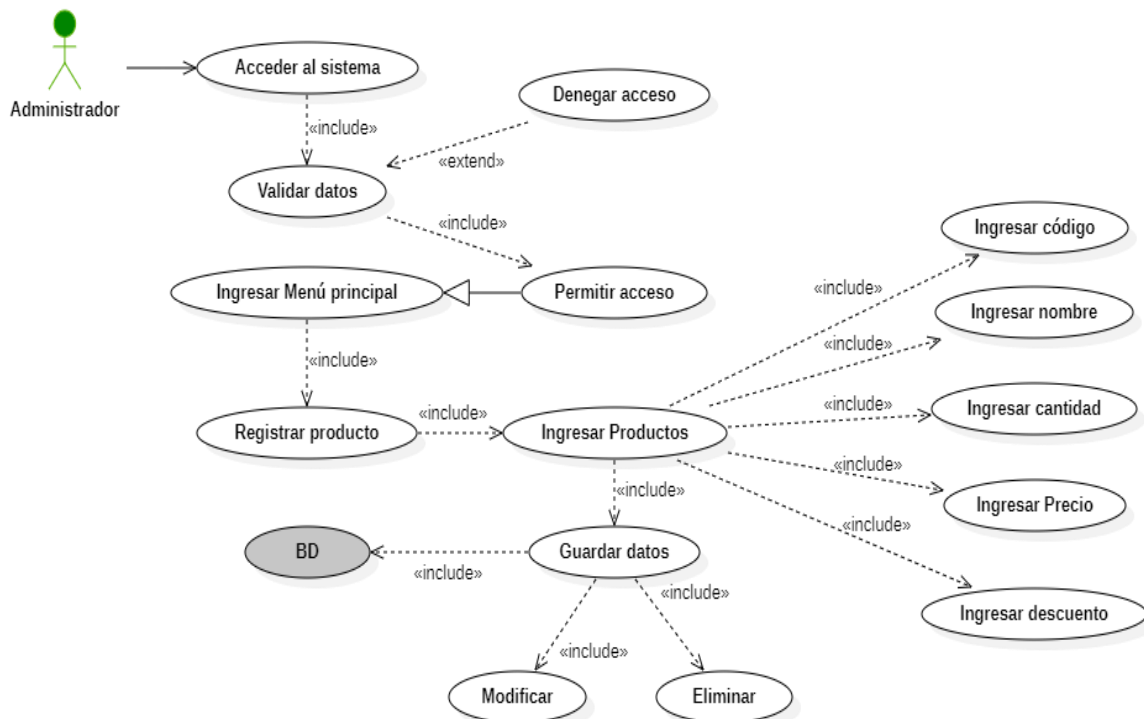 Acceder al sistema
Denegar acceso
Administrador
«include»
«extend»
Validar datos
«include»
Ingresar código
Ingresar Menú principal
Permitir acceso
«include»
Ingresar nombre
«include»
«include»
«include»
Ingresar cantidad
«include»
Registrar producto
Ingresar Productos
«include»
«include»
Ingresar Precio
«include»
BD
Guardar datos
«include»
«include»
Ingresar descuento
«include»
Modificar
Eliminar